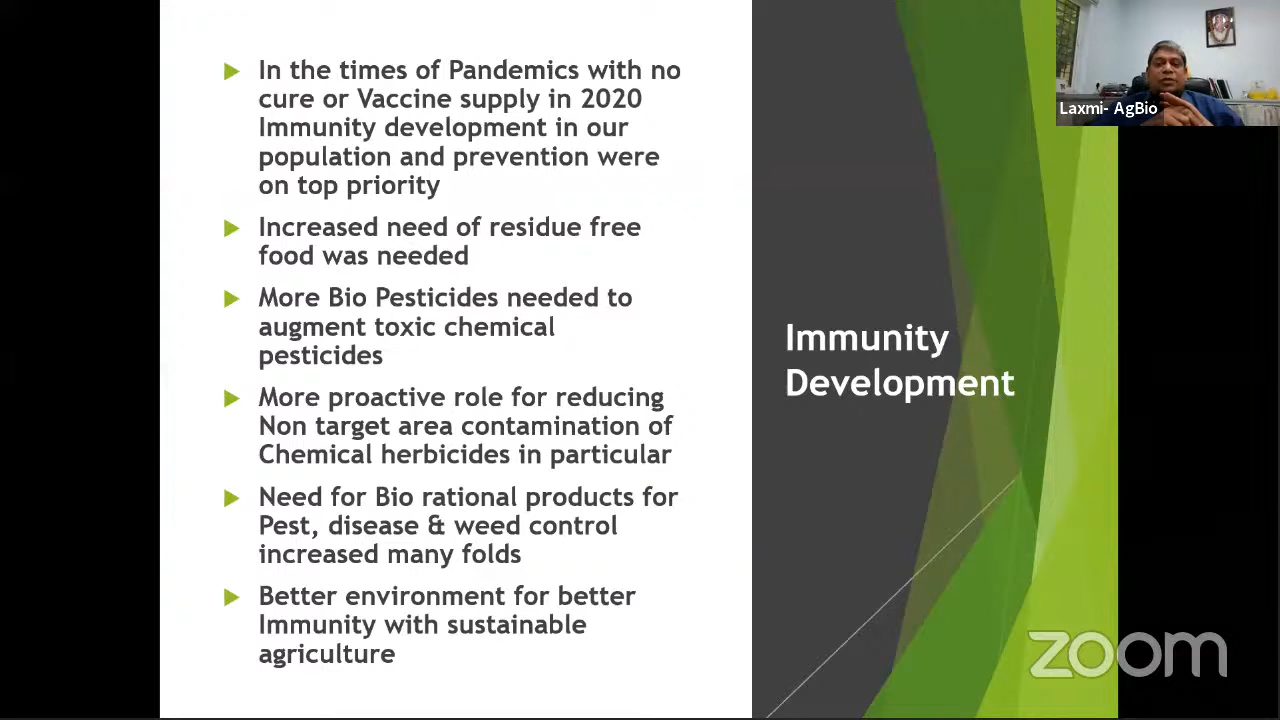 In the times of Pandemics with no
cure or Vaccine supply in 2020
Immunity development in our
population and prevention were
on top priority
Increased need of residue free
food was needed
More Bio Pesticides needed to
augment toxic chemical
pesticides
More proactive role for reducing
Non target area contamination of
Chemical herbicides in particular
Need for Bio rational products for
Pest, disease & weed control
increased many folds
Better environment for better
Immunity with sustainable
agriculture
Immunity
Development
Laxmi- AgBio
zoom